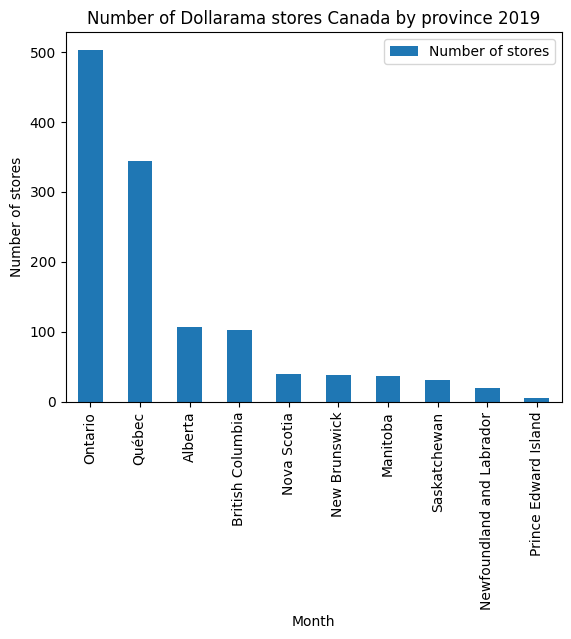 Number of Dollarama stores Canada by province 2019
Number of stores
Number of stores
500
400
300
200
100
0
Ontario
Québec
Alberta
British Columbia
Nova Scotia
New Brunswick
Manitoba
Saskatchewan
Newfoundland and Labrador
Prince Edward Island
Month